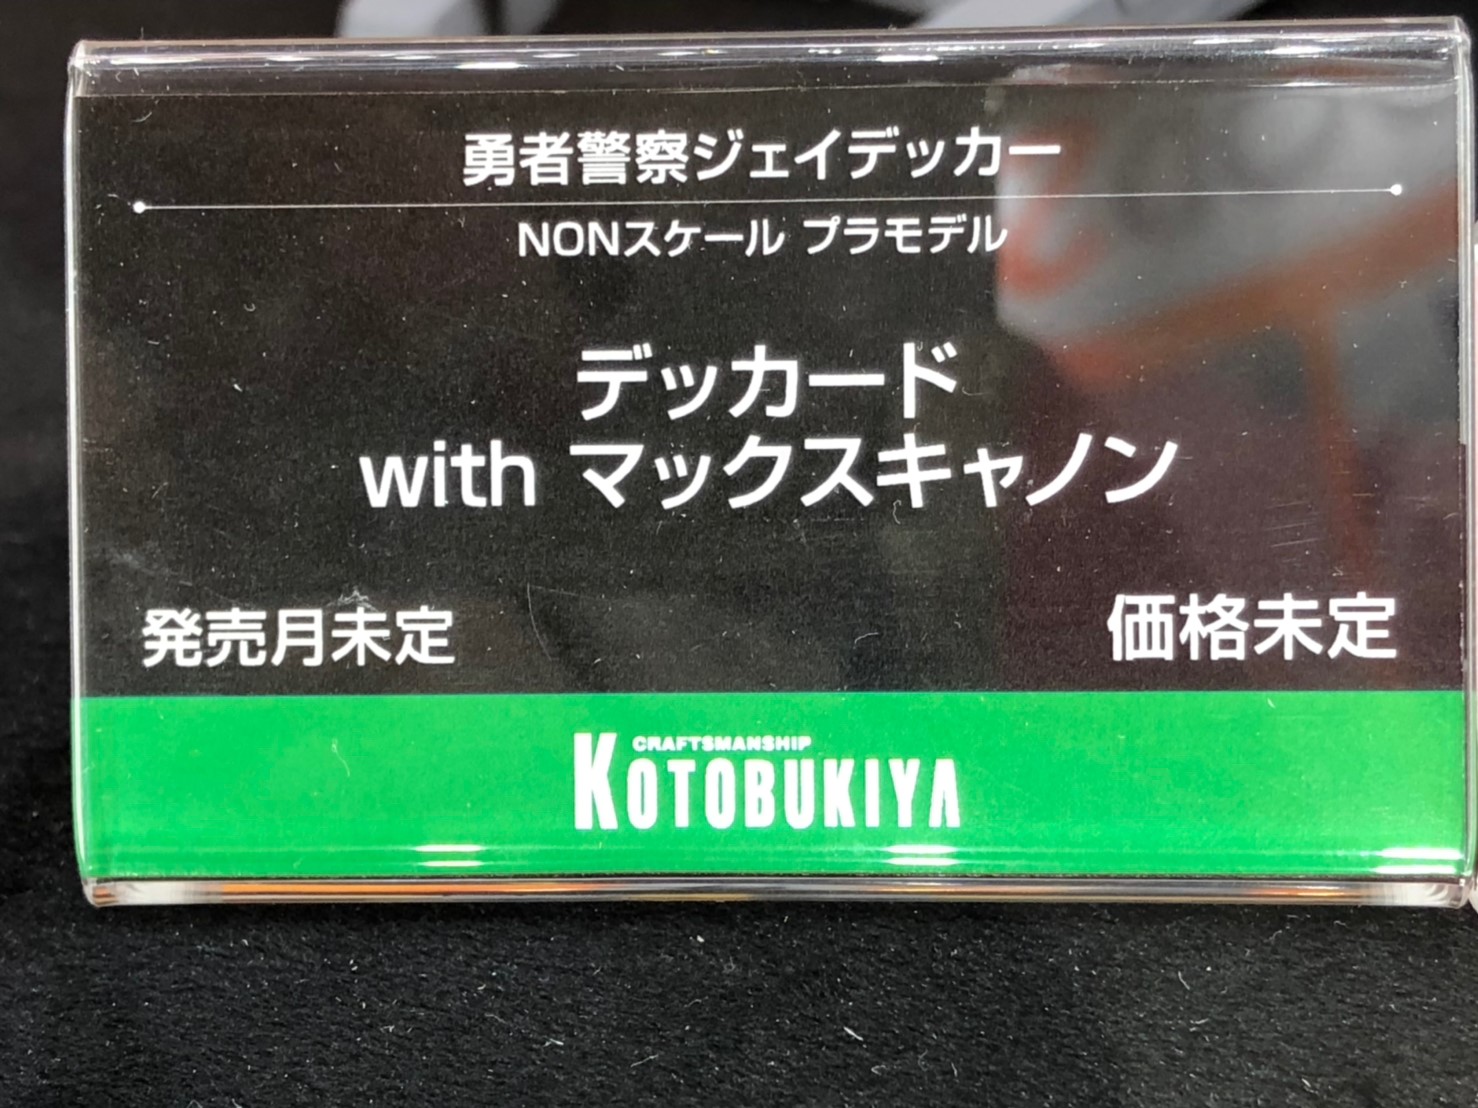 勇者警察ジェイデッカー
NONスケール プラモデル
デッカード
with マックスキャノン
発売月未定
価格未定
CRAFTSMANSHIP
KOTOBUKIYA